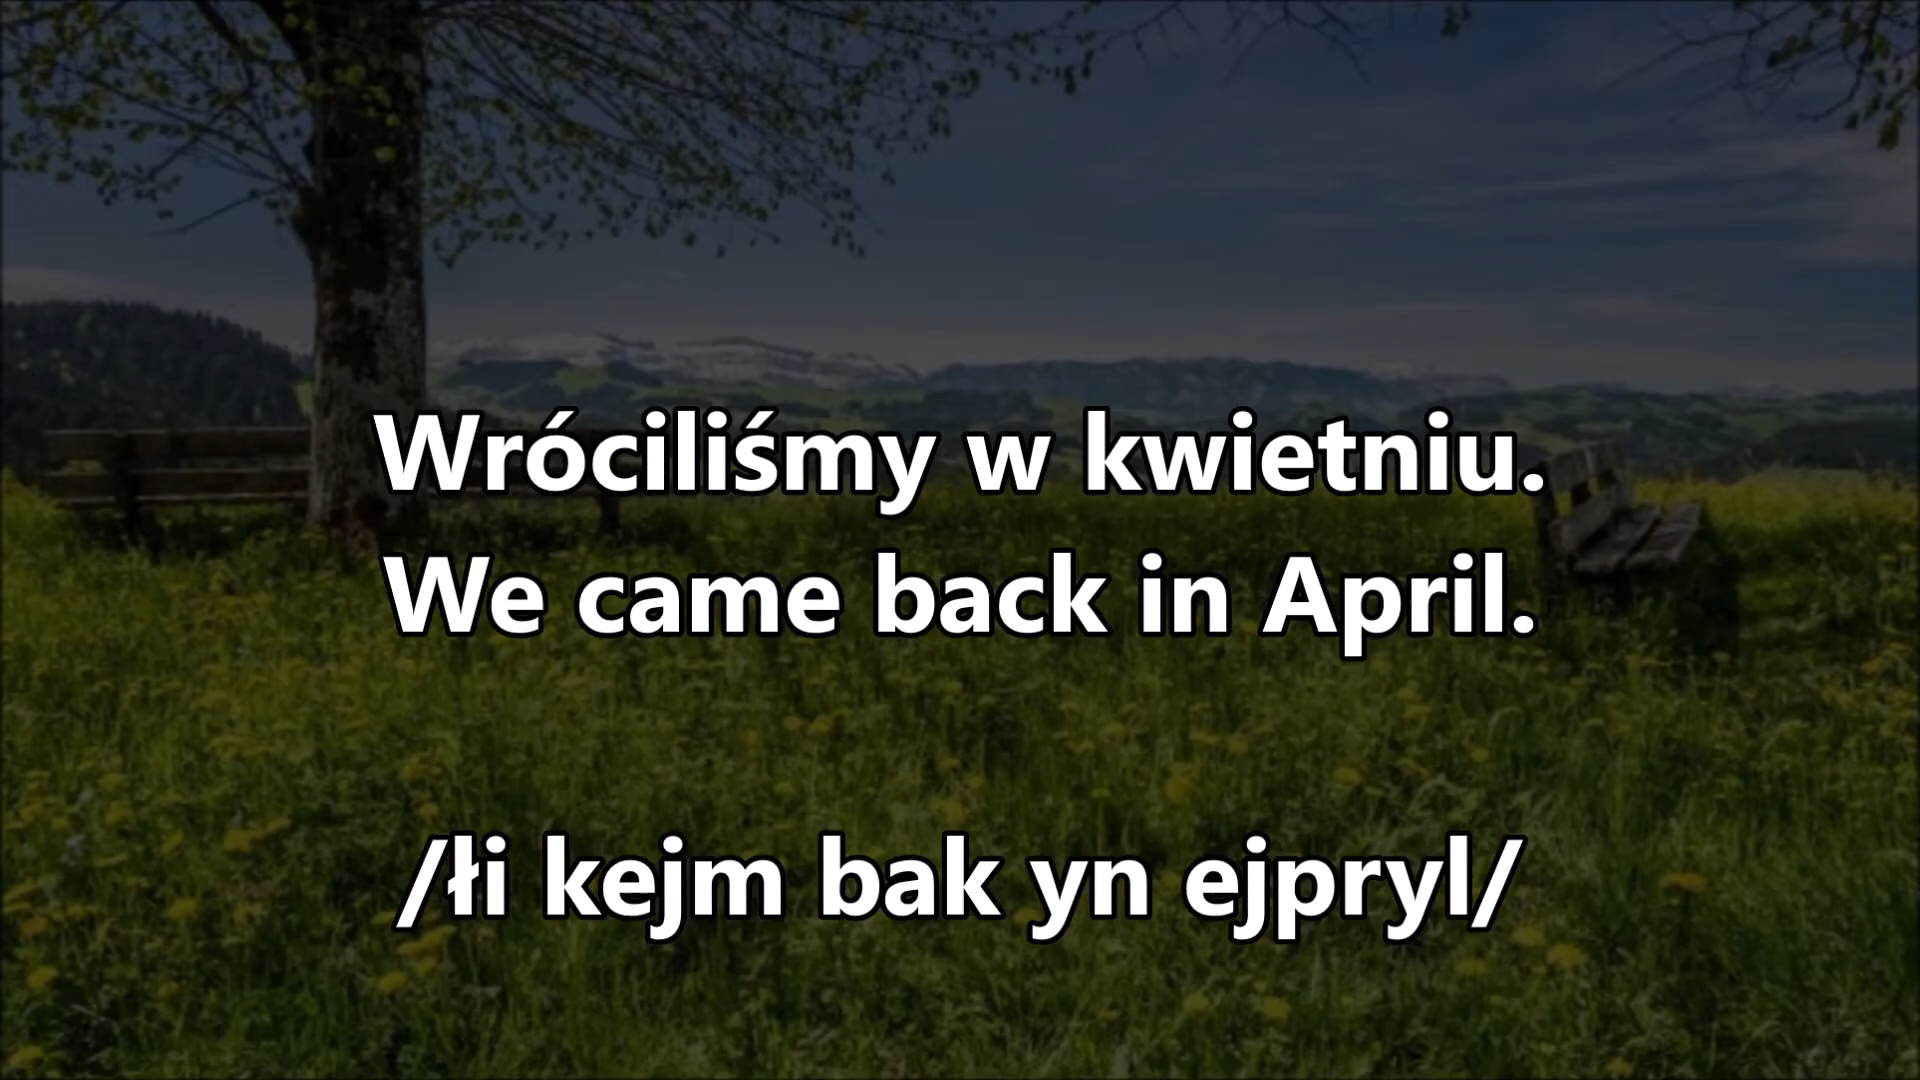 Wróciliśmy w kwietniu.
We came back in April.
/łi kejm bak yn ejpryl/